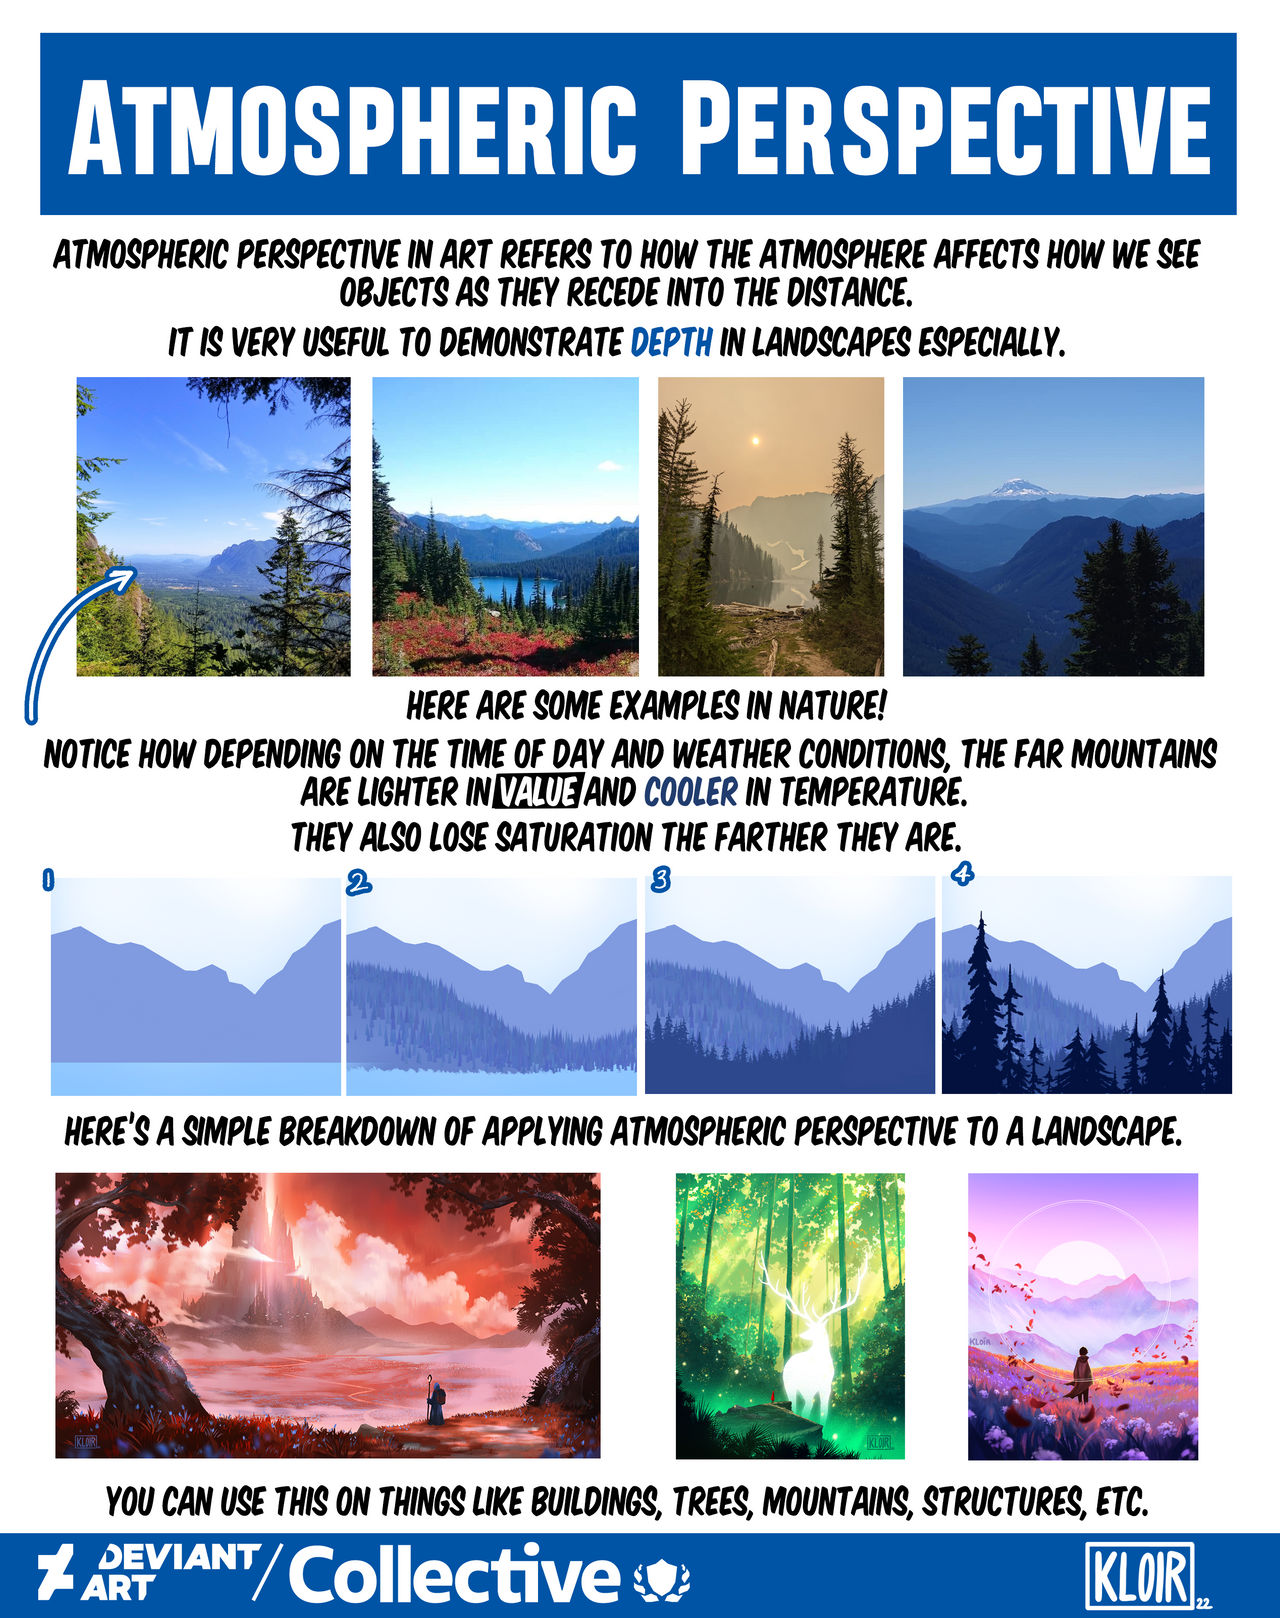 ATMOSPHERIC PERSPECTIVE
ATMOSPHERIC PERSPECTIVE IN ART REFERS TO HOW THE ATMOSPHERE AFFECTS HOW WE SEE
OBJECTS AS THEY RECEDE INTO THE DISTANCE.
IT IS VERY USEFUL TO DEMONSTRATE DEPTH IN LANDSCAPES ESPECIALLY.
HERE ARE SOME EXAMPLES IN NATURE!
NOTICE HOW DEPENDING ON THE TIME OF DAY AND WEATHER CONDITIONS, THE FAR MOUNTAINS
ARE LIGHTER IN VALUE AND COOLER IN TEMPERATURE.
THEY ALSO LOSE SATURATION THE FARTHER THEY ARE.
1
2
3
4
HERE'S A SIMPLE BREAKDOWN OF APPLYING ATMOSPHERIC PERSPECTIVE TO A LANDSCAPE.
KLOIR
KLOIR
KLOIR
YOU CAN USE THIS ON THINGS LIKE BUILDINGS, TREES, MOUNTAINS, STRUCTURES, ETC.
DEVIANT
ART
/Collective
KLOIR
22